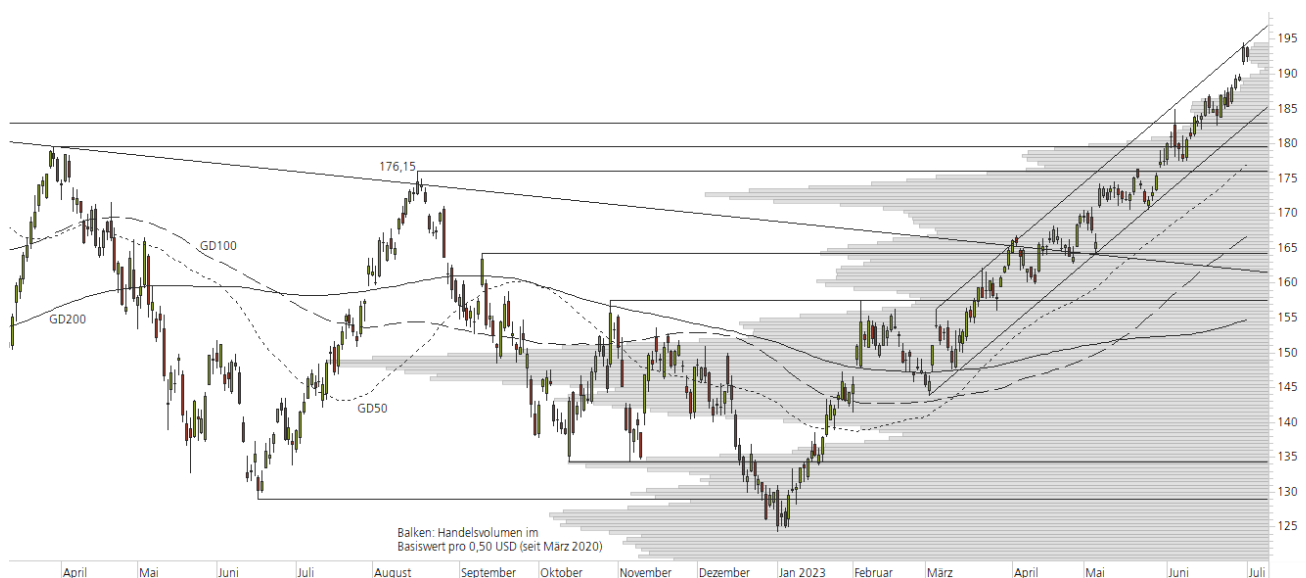 195
190
185
180
176,15
175
170
GD100
165
160
GD200
155
150
145
GD50
140
135
130
Balken: Handelsvolumen im
Basiswert pro 0,50 USD (seit März 2020)
125
April Mai Juni Juli August September Oktober November Dezember Jan 2023 Februar März April Mai Juni Juli